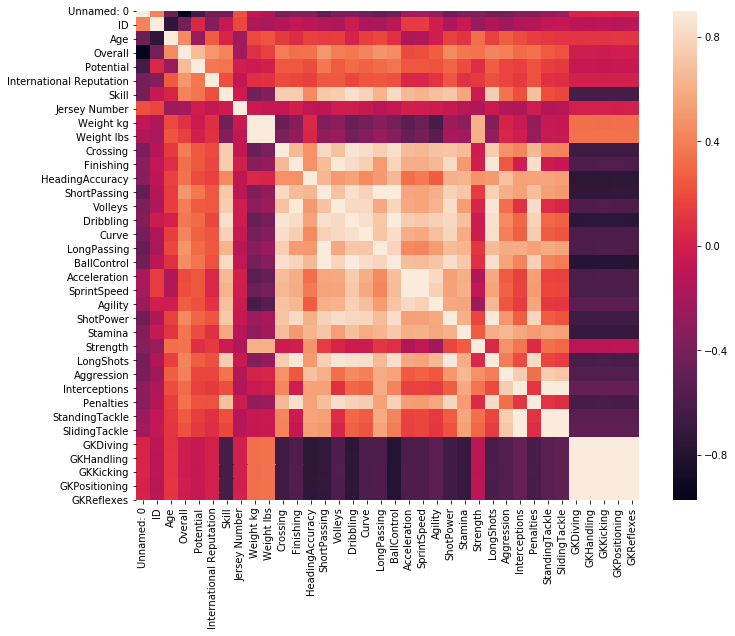 Unnamed: 0
ID
Age
Overall
Potential
International Reputation
Skill
Jersey Number
Weight kg
Weight lbs
Crossing
Finishing
HeadingAccuracy
ShortPassing
Volleys
Dribbling
Curve
LongPassing
BallControl
Acceleration
SprintSpeed
Agility
ShotPower
Stamina
Strength
LongShots
Aggression
Interceptions
Penalties
StandingTackle
SlidingTackle
GKDiving
GKHandling
GKKicking
GKPositioning
GKReflexes
Unnamed: 0
ID
Age
Overall
Potential
International Reputation
Skill
Jersey Number
Weight kg
Weight lbs
Crossing
Finishing
HeadingAccuracy
ShortPassing
Volleys
Dribbling
Curve
LongPassing
BallControl
Acceleration
SprintSpeed
Agility
ShotPower
Stamina
Strength
LongShots
Aggression
Interceptions
Penalties
StandingTackle
SlidingTackle
GKDiving
GKHandling
GKKicking
GKPositioning
GKReflexes
0.8
0.4
0.0
−0.4
−0.8